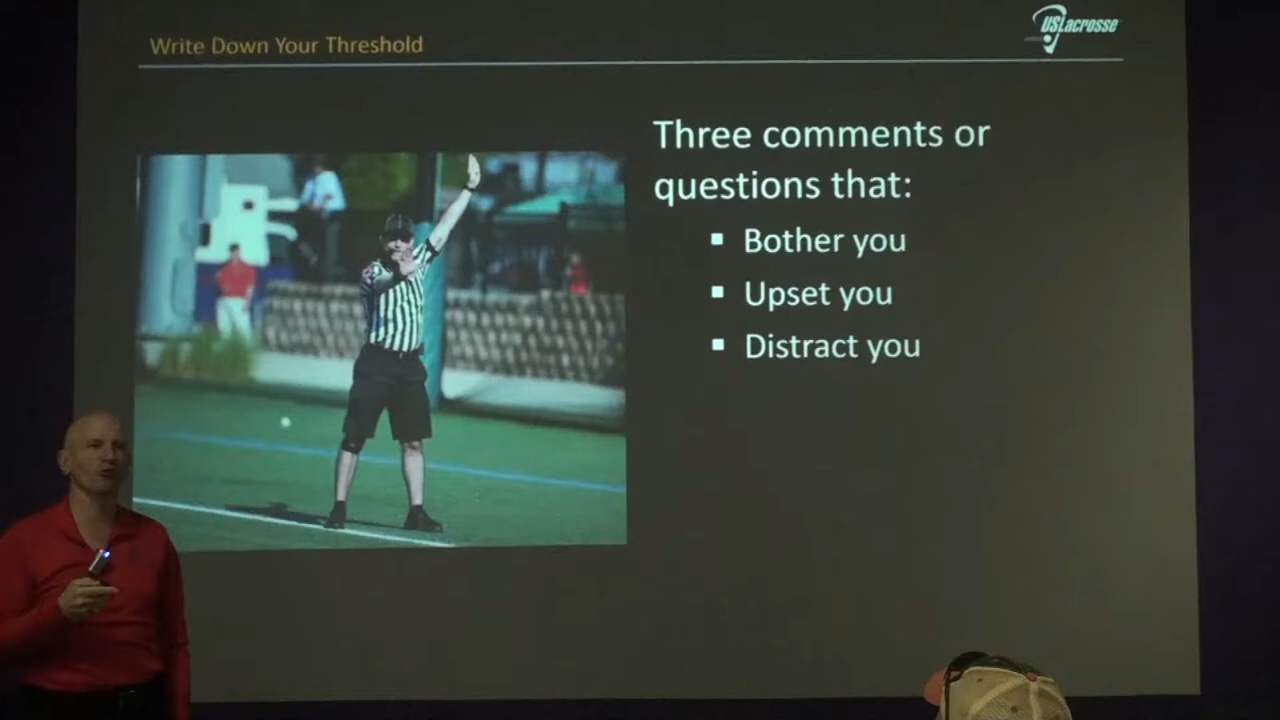 Write Down Your Threshold
USLacrosse
Three comments or
questions that:
▪ Bother you
▪ Upset you
▪ Distract you